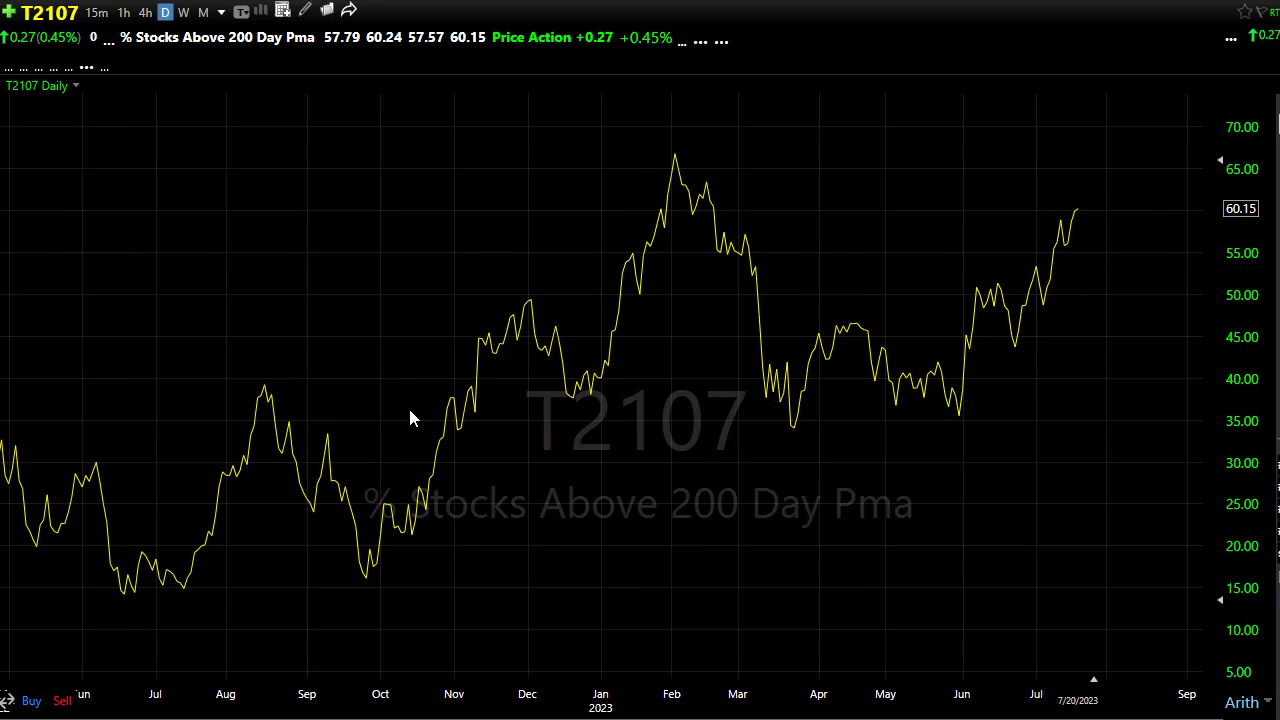 T2107 15m 1h 4h D W M T RT
0.27(0.45%) 0 ... % Stocks Above 200 Day Pma 57.79 60.24 57.57 60.15 Price Action +0.27 +0.45% ... ... ... ... 0.27
... ... ... ... ... ... ...
T2107 Daily
70.00
65.00
60.15
55.00
50.00
45.00
40.00
35.00
30.00
25.00
20.00
15.00
10.00
5.00
T2107
% Stocks Above 200 Day Pma
Buy Sell un Jul Aug Sep Oct Nov Dec Jan Feb Mar Apr May Jun Jul Sep
2023 7/20/2023 Arith